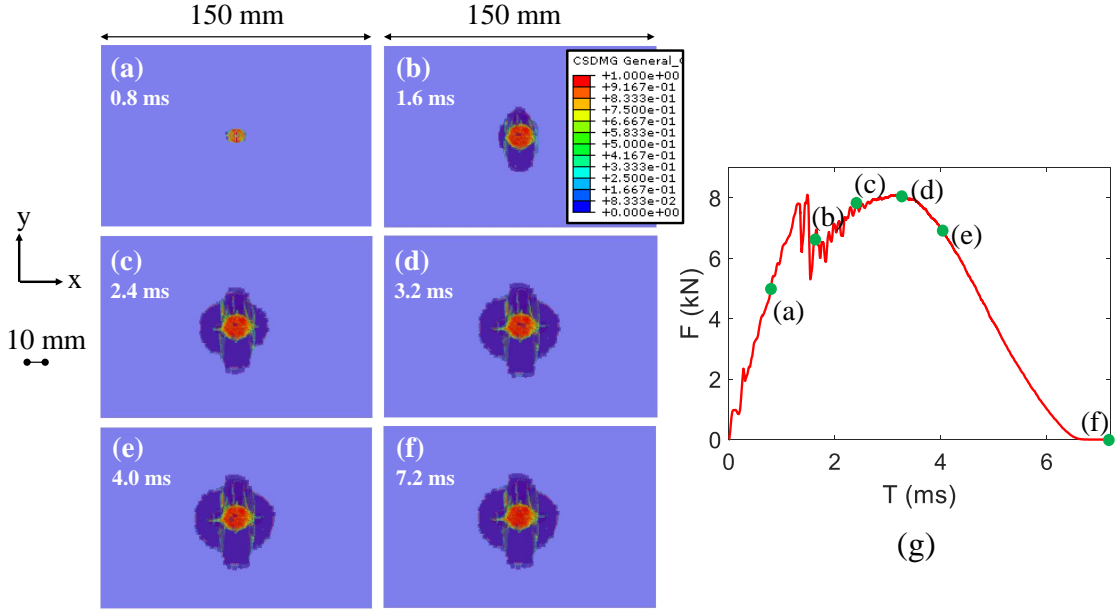 150 mm
150 mm
(a)
0.8 ms
(b)
1.6 ms
CSDMG General_
+1.000e+00
+9.167e-01
+8.333e-01
+7.500e-01
+6.667e-01
+5.833e-01
+5.000e-01
+4.167e-01
+3.333e-01
+2.500e-01
+1.667e-01
+8.333e-02
+0.000e+00
y
x
10 mm
(c)
2.4 ms
(d)
3.2 ms
(e)
4.0 ms
(f)
7.2 ms
8
6
4
2
0
F (kN)
0
2
4
6
T (ms)
(a)
(b)
(c)
(d)
(e)
(f)
(g)